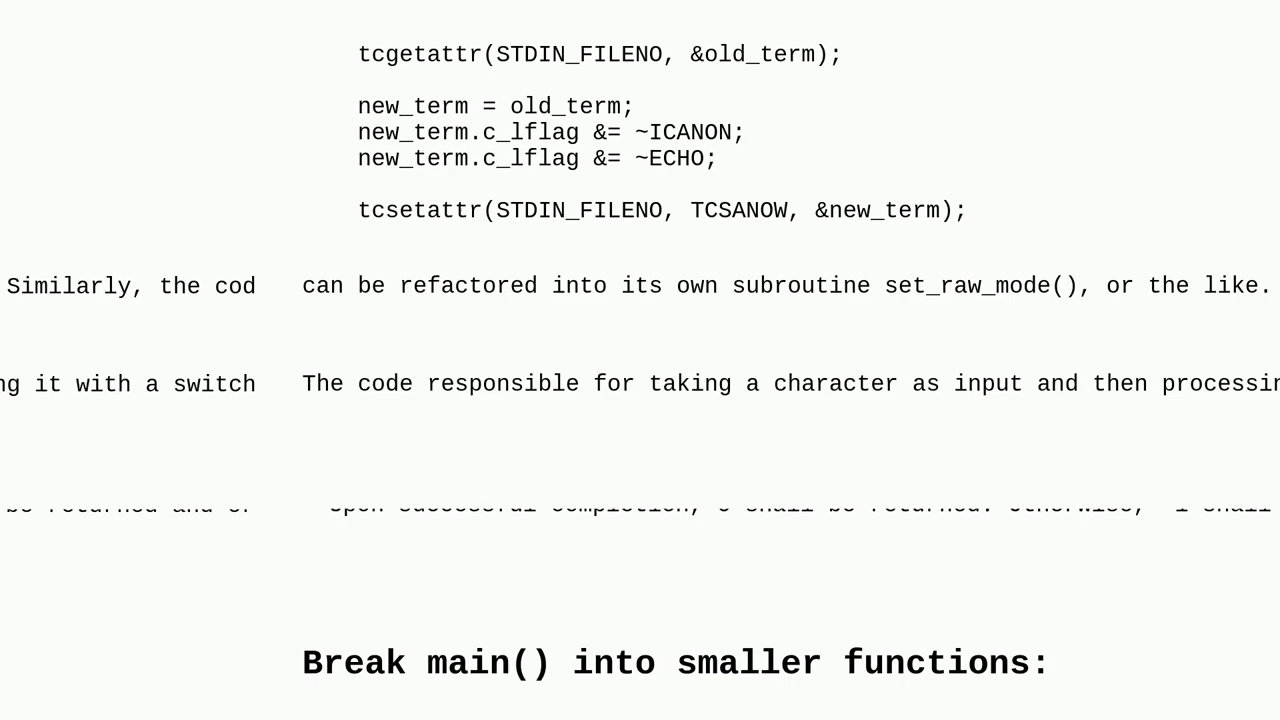 tcgetattr(STDIN_FILENO, &old_term);
new_term = old_term;
new_term.c_lflag &= ~ICANON;
new_term.c_lflag &= ~ECHO;
tcsetattr(STDIN_FILENO, TCSANOW, &new_term);
Similarly, the cod can be refactored into its own subroutine set_raw_mode(), or the like.
ng it with a switch The code responsible for taking a character as input and then processin
Break main() into smaller functions: